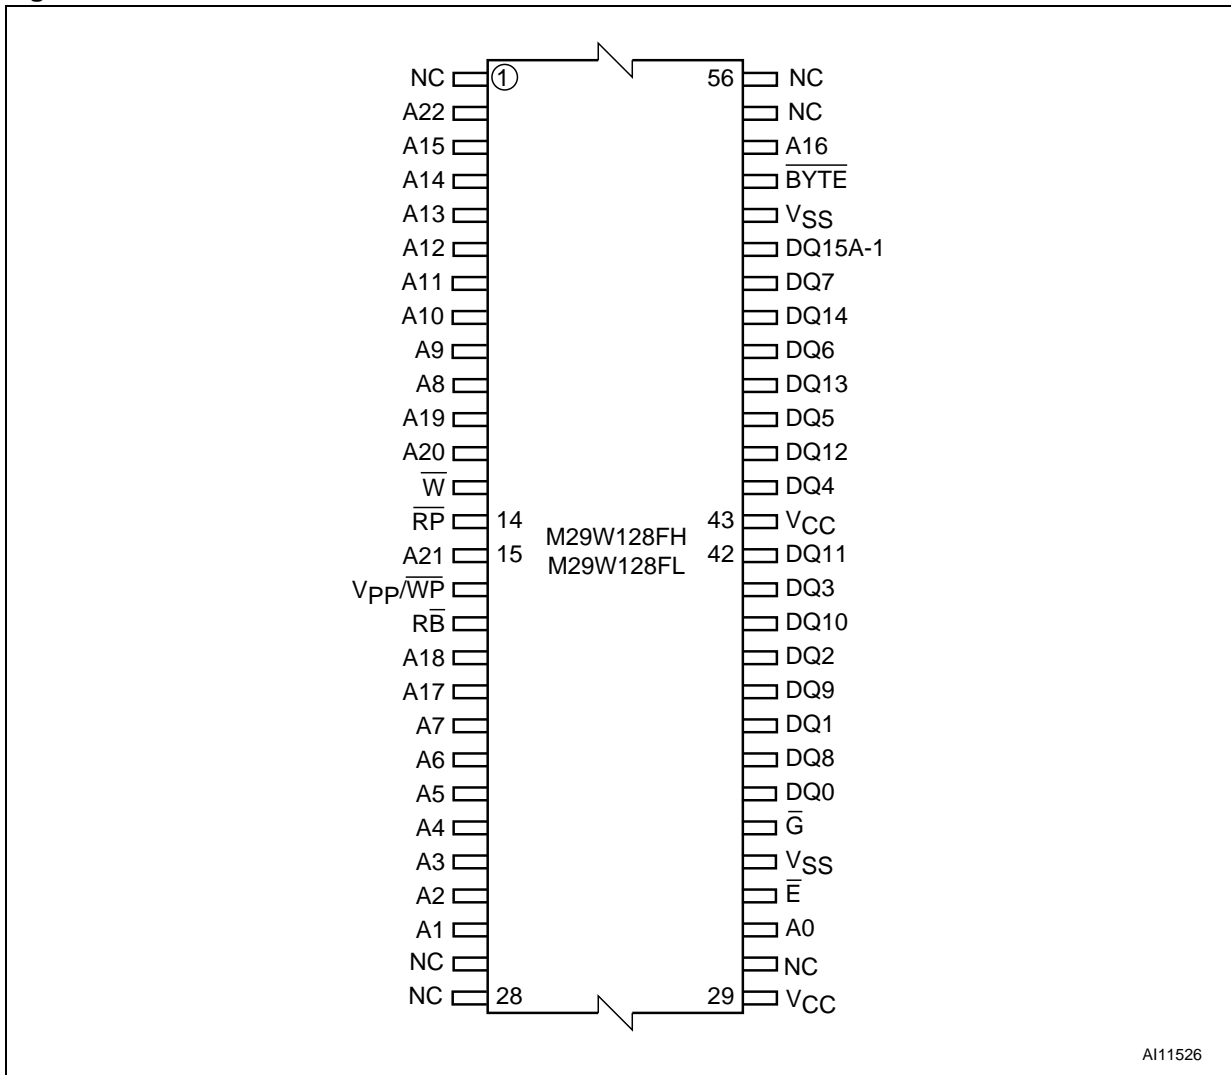 NC ① 56 NC
A22 NC
A15 A16
A14 B̅Y̅T̅E̅
A13 VSS
A12 DQ15A-1
A11 DQ7
A10 DQ14
A9 DQ6
A8 DQ13
A19 DQ5
A20 DQ12
W̅ DQ4
R̅P̅ 14 43 VCC
M29W128FH
A21 15 42 DQ11
M29W128FL
VPP/W̅P̅ DQ3
RB̅ DQ10
A18 DQ2
A17 DQ9
A7 DQ1
A6 DQ8
A5 DQ0
A4 G̅
A3 VSS
A2 E̅
A1 A0
NC NC
NC 28 29 VCC
AI11526